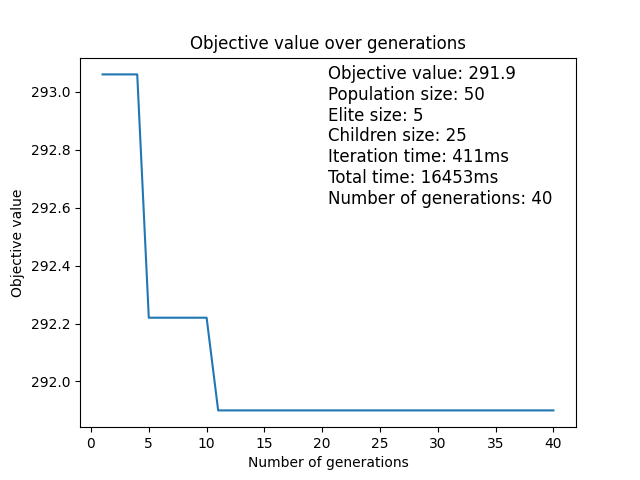 Objective value over generations
Objective value: 291.9
Population size: 50
Elite size: 5
Children size: 25
Iteration time: 411ms
Total time: 16453ms
Number of generations: 40
Objective value
293.0
292.8
292.6
292.4
292.2
292.0
0 5 10 15 20 25 30 35 40
Number of generations